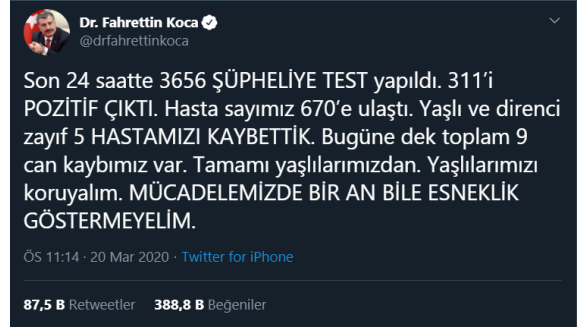 Dr. Fahrettin Koca
@drfahrettinkoca
Son 24 saatte 3656 ŞÜPHELİYE TEST yapıldı. 311’i
POZİTİF ÇIKTI. Hasta sayımız 670’e ulaştı. Yaşlı ve direnci
zayıf 5 HASTAMIZI KAYBETTİK. Bugüne dek toplam 9
can kaybımız var. Tamamı yaşlılarımızdan. Yaşlılarımızı
koruyalım. MÜCADELEMİZDE BİR AN BİLE ESNEKLİK
GÖSTERMEYELİM.
ÖS 11:14 · 20 Mar 2020 · Twitter for iPhone
87,5 B Retweetler 388,8 B Beğeniler